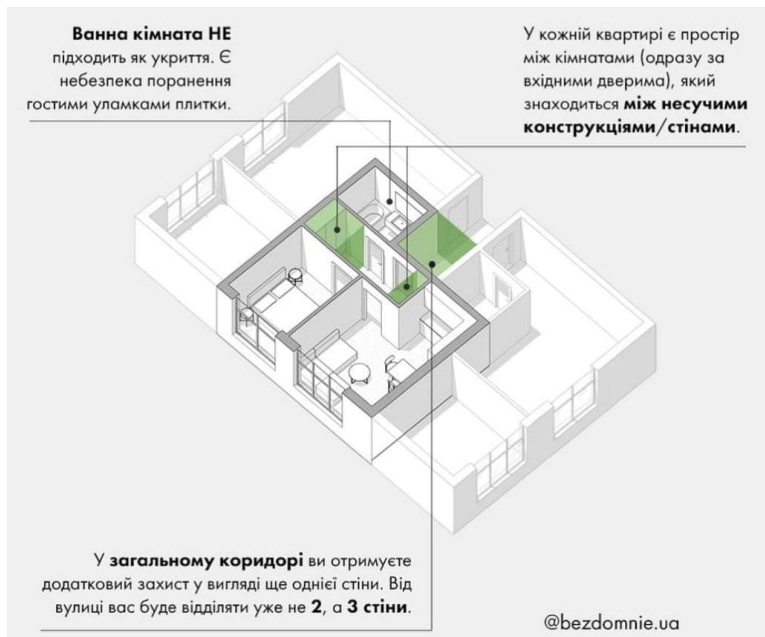 Ванна кімната НЕ
підходить як укриття. Є
небезпека поранення
гостими уламками плитки.
У кожній квартирі є простір
між кімнатами (одразу за
вхідними дверима), який
знаходиться між несучими
конструкціями/стінами.
У загальному коридорі ви отримуєте
додатковий захист у вигляді ще однієї стіни. Від
вулиці вас буде відділяти уже не 2, а 3 стіни.
@bezdomnie.ua